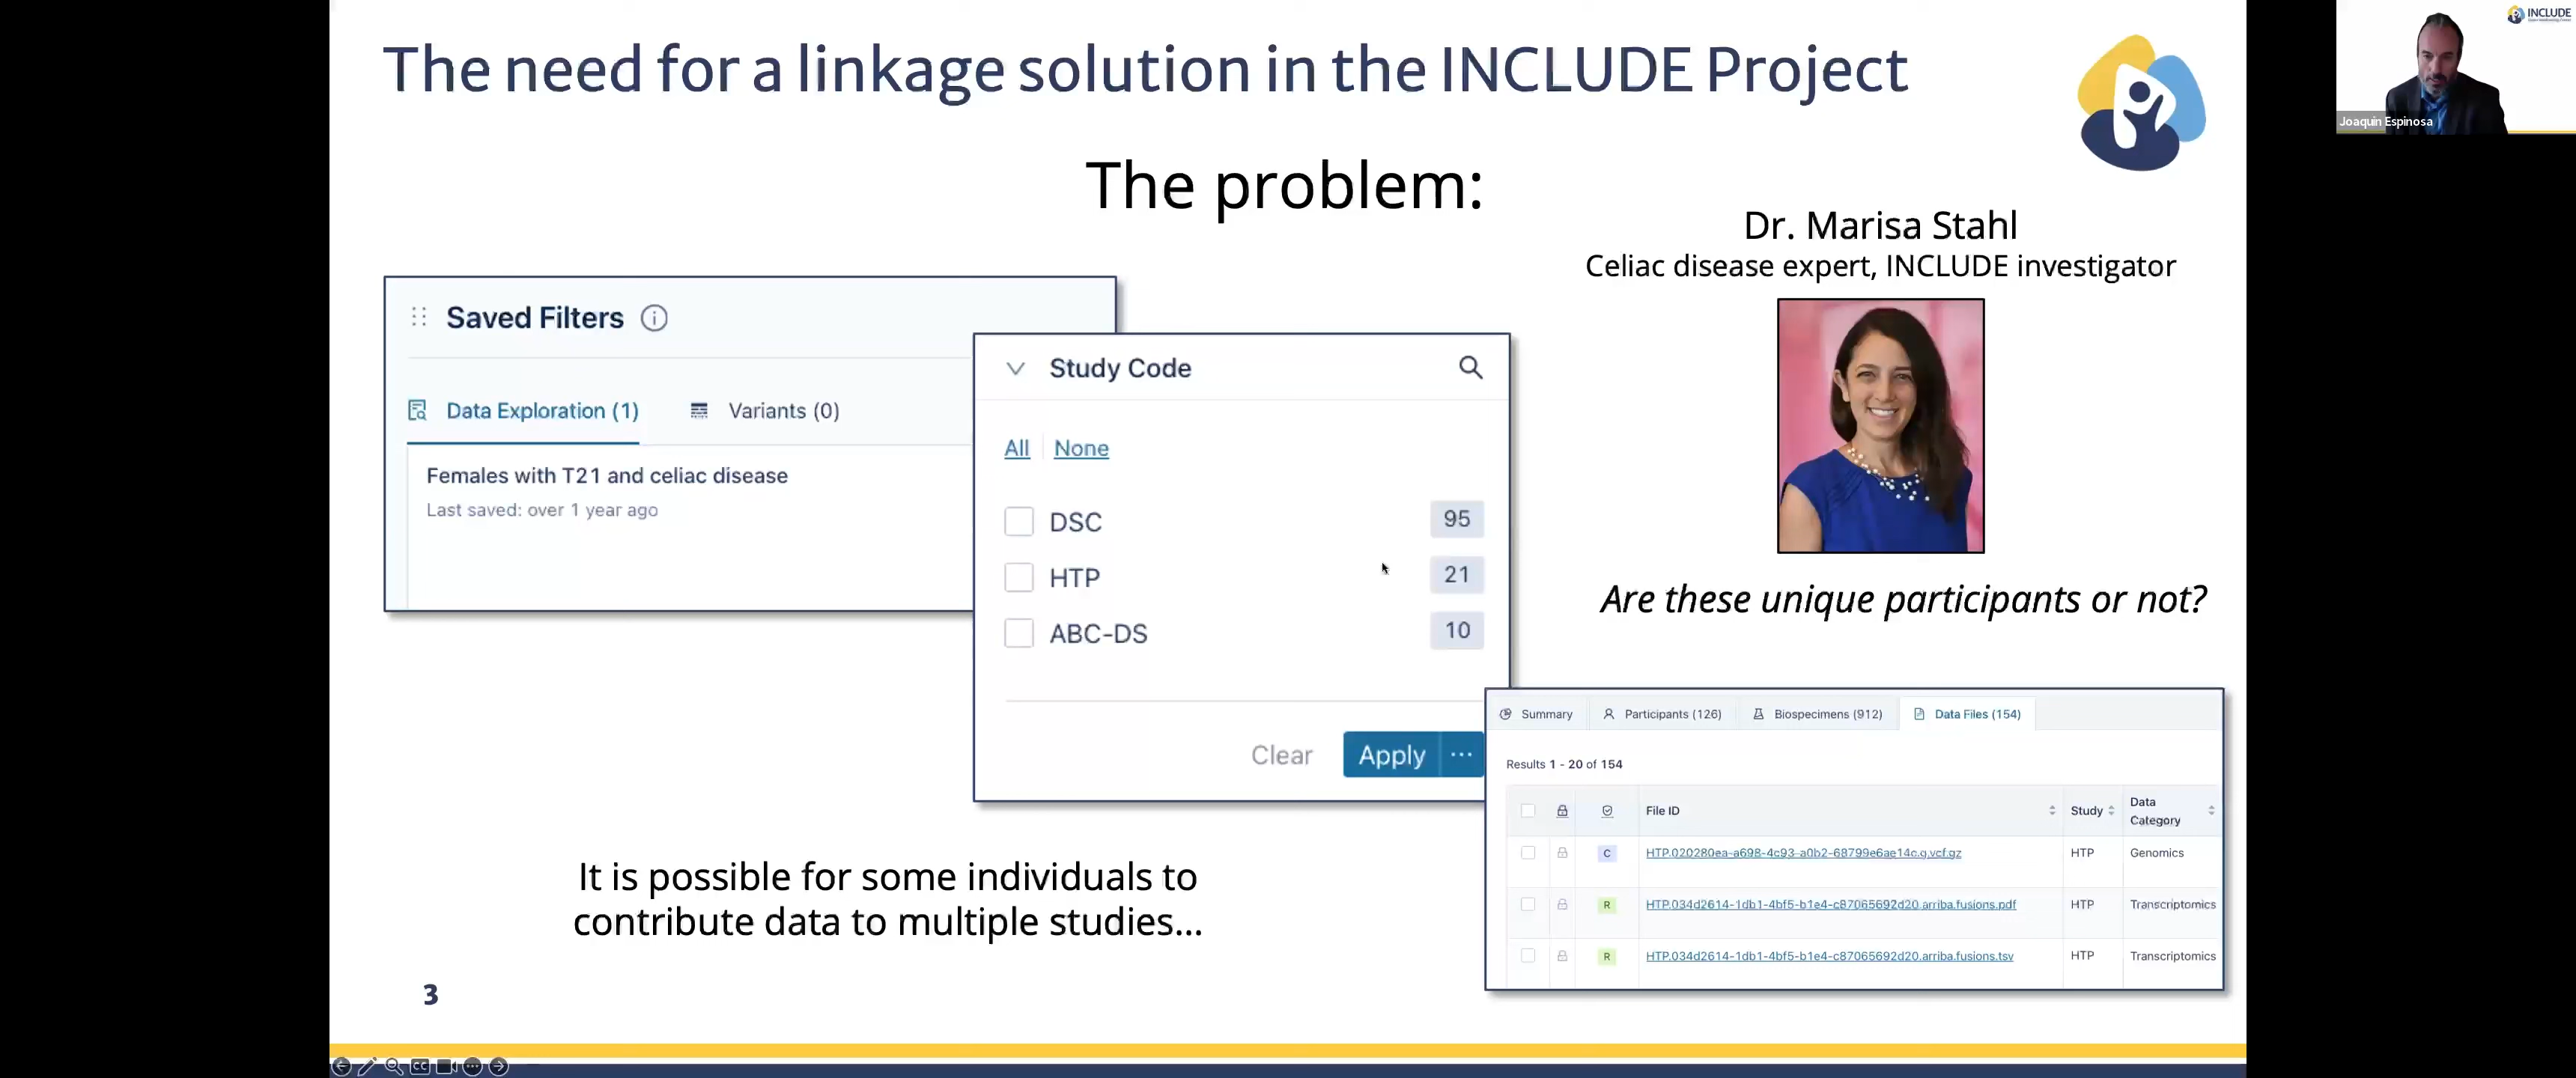 The need for a linkage solution in the INCLUDE Project
INCLUDE
Joaquín Espinosa
The problem:
Dr. Marisa Stahl
Celiac disease expert, INCLUDE investigator
Saved Filters
Data Exploration (1)
Variants (0)
Females with T21 and celiac disease
Last saved: over 1 year ago
Study Code
All
None
DSC
95
HTP
21
ABC-DS
10
Clear
Apply
Are these unique participants or not?
Summary
Participants (126)
Biospecimens (912)
Data Files (154)
Results 1 - 20 of 154
File ID
Study
Data
Category
HTP.020280ea-a698-4c93-a0b2-68799e6ae14c.g.vcf.gz
HTP
Genomics
C
HTP.034d2614-1db1-4bf5-b1e4-c87065692d20.arriba.fusions.pdf
HTP
Transcriptomics
R
HTP.034d2614-1db1-4bf5-b1e4-c87065692d20.arriba.fusions.tsv
HTP
Transcriptomics
R
It is possible for some individuals to
contribute data to multiple studies...
3
CC